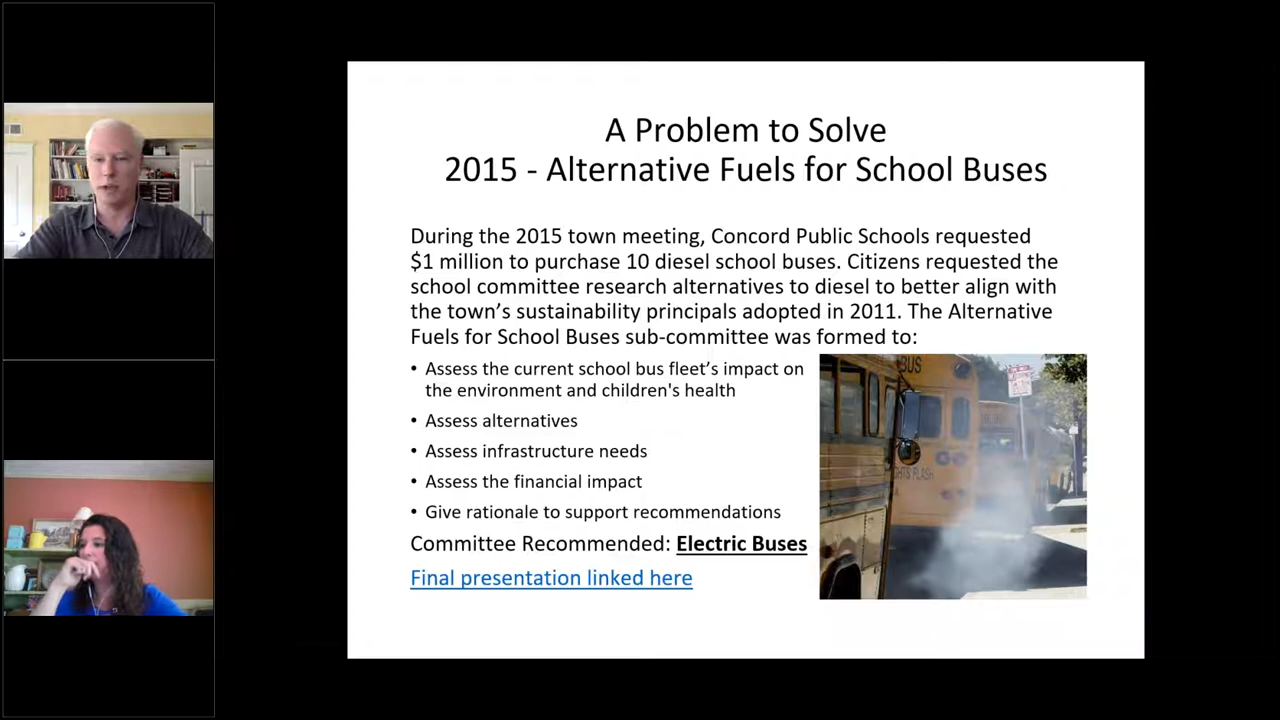 A Problem to Solve
2015 - Alternative Fuels for School Buses
During the 2015 town meeting, Concord Public Schools requested
$1 million to purchase 10 diesel school buses. Citizens requested the
school committee research alternatives to diesel to better align with
the town’s sustainability principals adopted in 2011. The Alternative
Fuels for School Buses sub-committee was formed to:
• Assess the current school bus fleet’s impact on
the environment and children's health
• Assess alternatives
• Assess infrastructure needs
• Assess the financial impact
• Give rationale to support recommendations
Committee Recommended: Electric Buses
Final presentation linked here
BUS